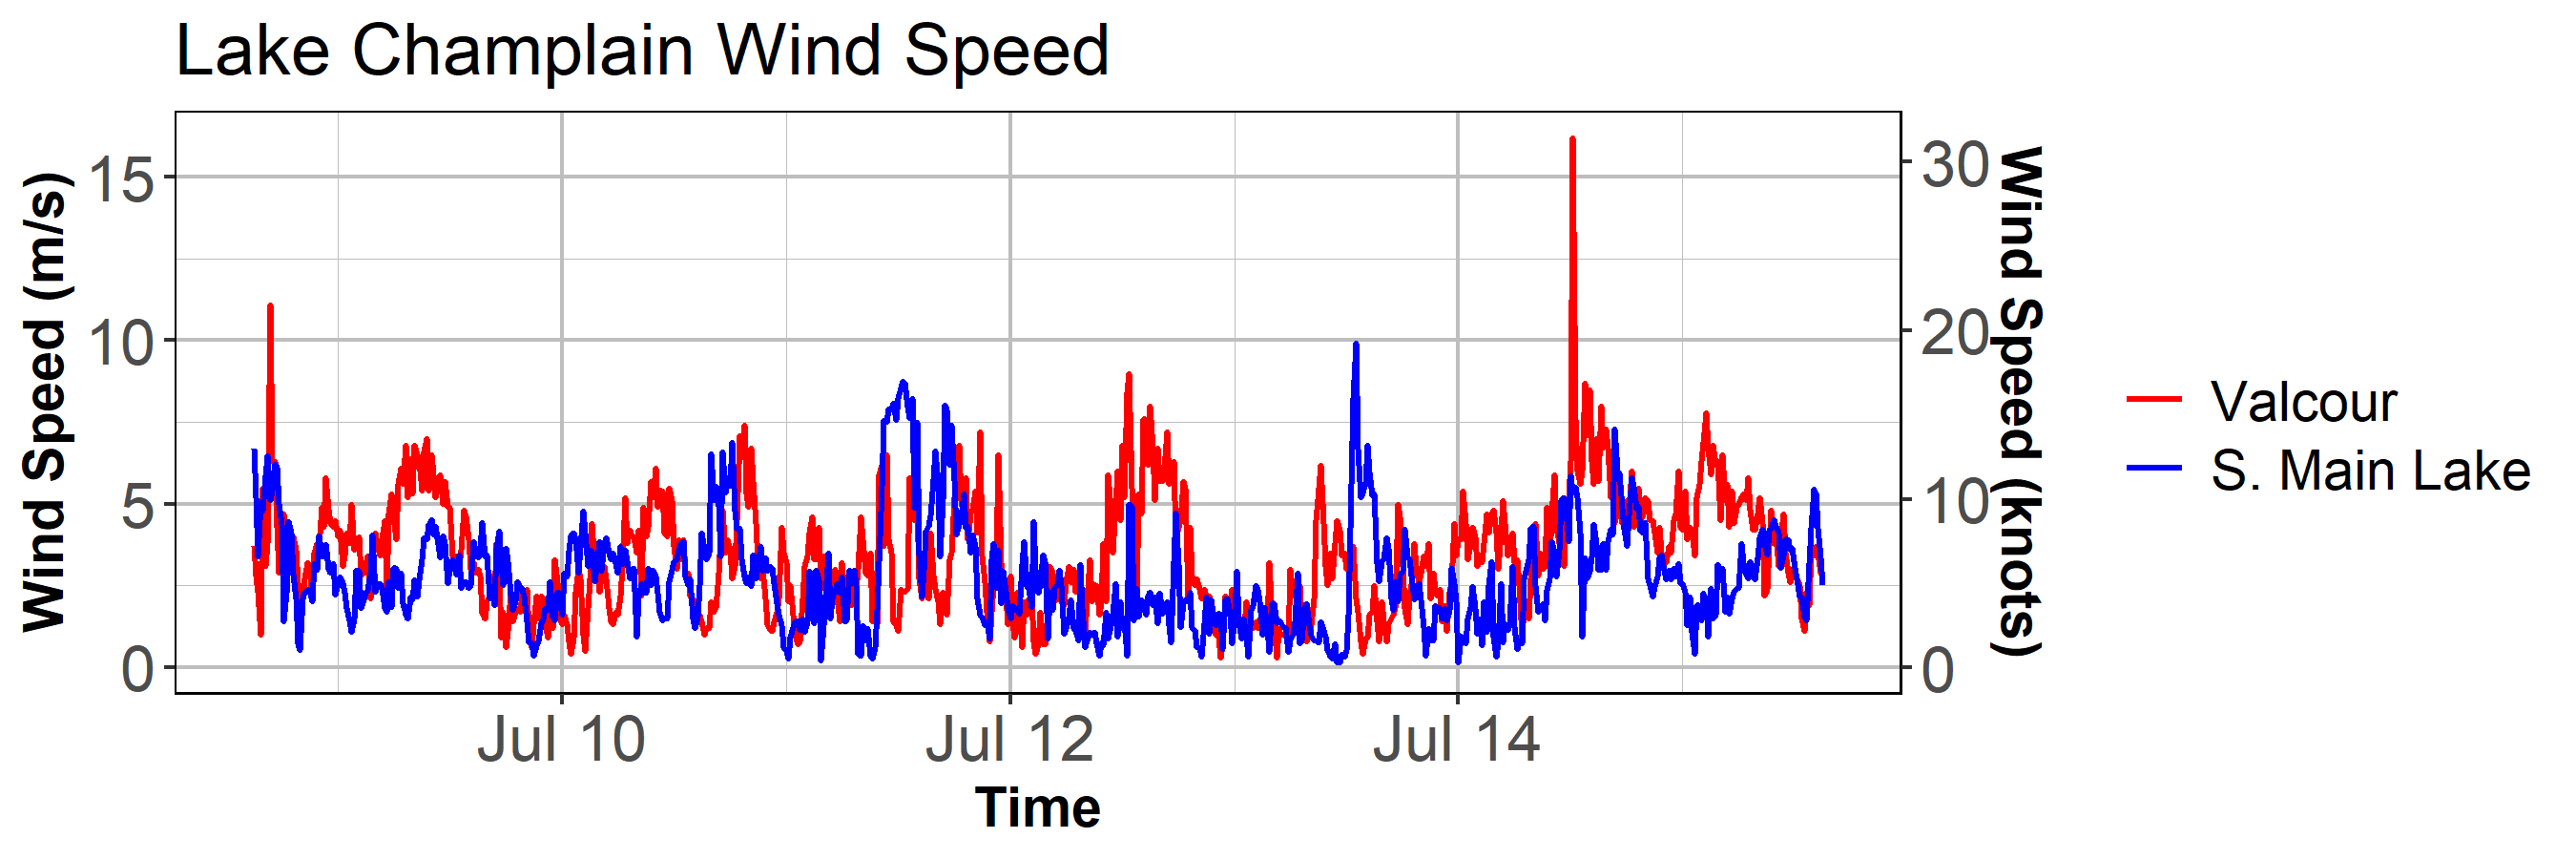 Lake Champlain Wind Speed
Wind Speed (m/s)
15
10
5
0
30
20
10
0
Wind Speed (knots)
Jul 10
Jul 12
Jul 14
Time
Valcour
S. Main Lake